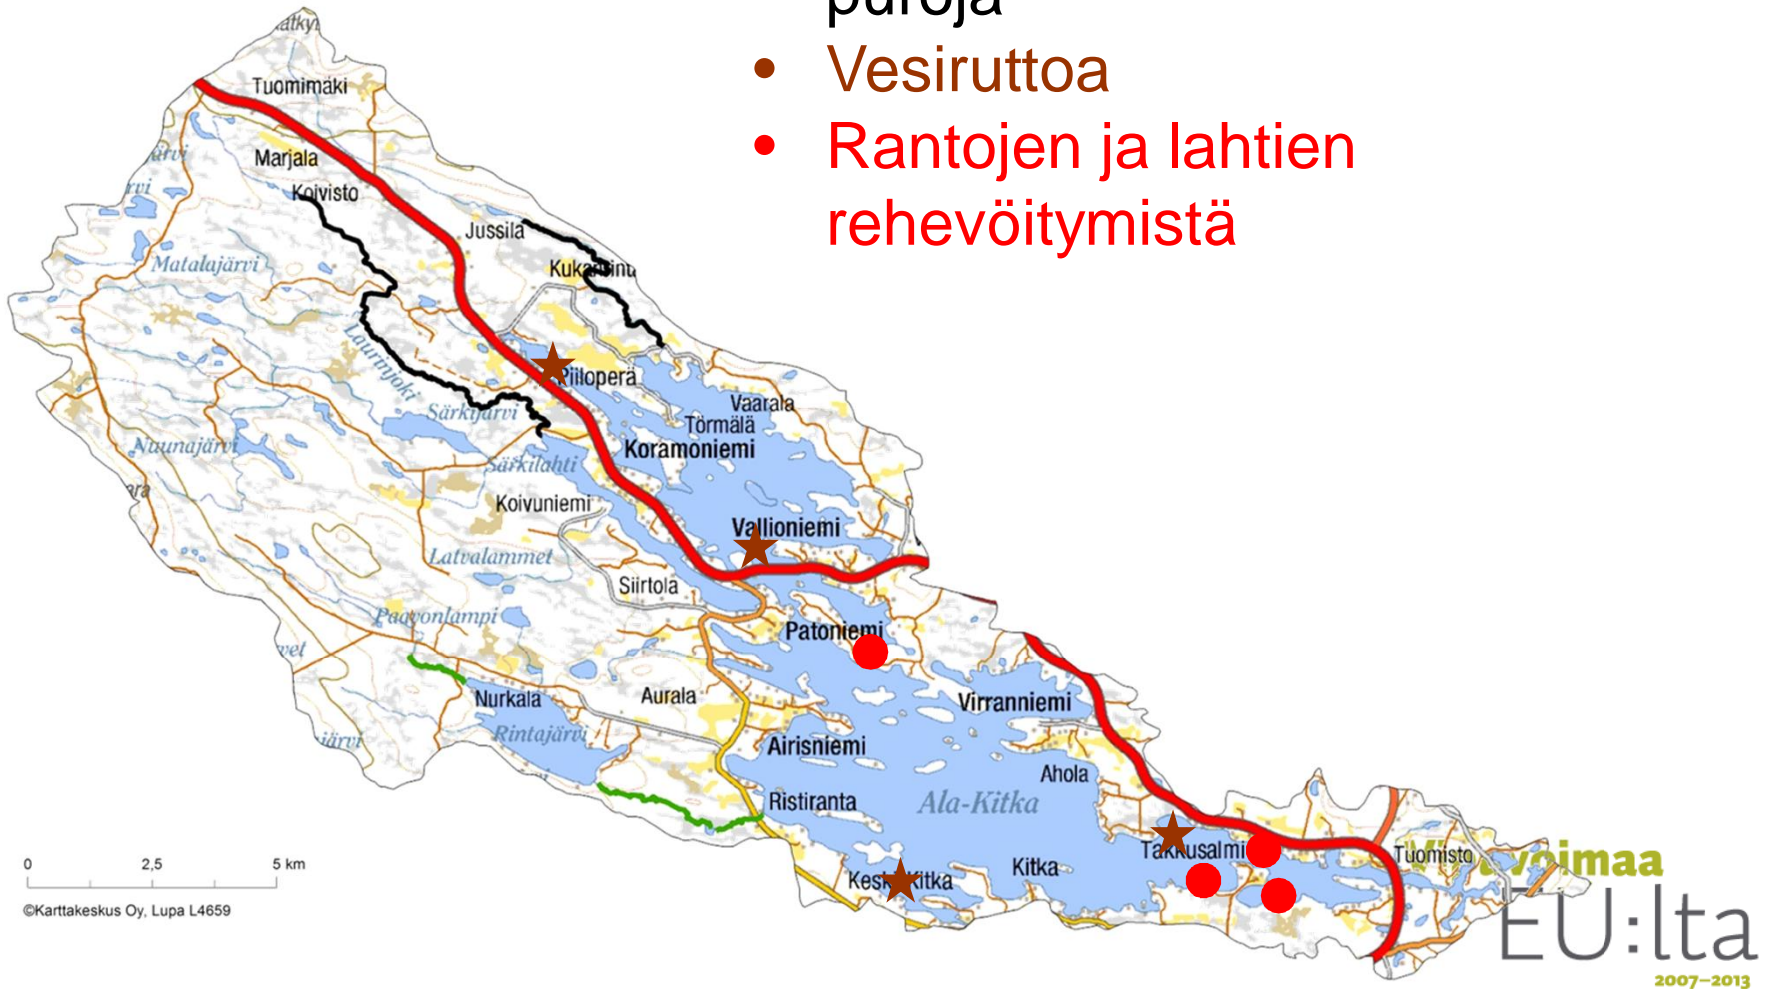 puroja
• Vesiruttoa
• Rantojen ja lahtien
rehevöitymistä
Tuomimäki
Marjala
Koivisto
Jussila
Matalajärvi
Laurinjoki
Piiloperä
Särkijärvi
Vaarala
Törmälä
Nuunajärvi
Koramoniemi
Särkilahti
Koivuniemi
Vallioniemi
Latvalammet
Siirtola
Paavonlampi
Patoniemi
Nurkala
Aurala
Virranniemi
Rintajärvi
Airisniemi
Ahola
Ristiranta
Ala-Kitka
Takkusalmi
Tuomisto
Kitka
0 2,5 5 km
©Karttakeskus Oy, Lupa L4659
EU:lta
2007–2013